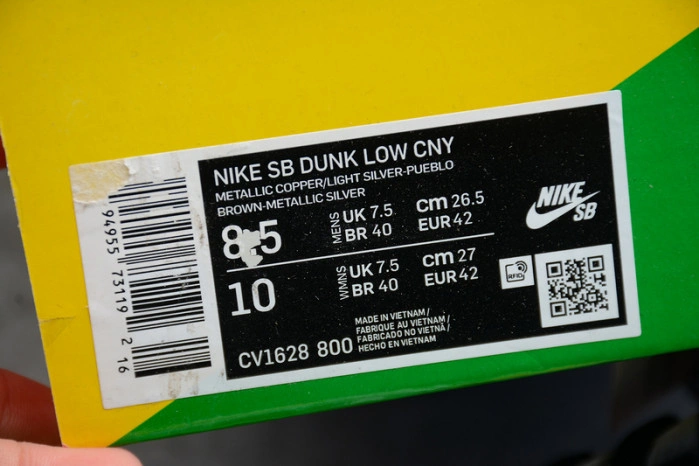 NIKE SB DUNK LOW CNY
METALLIC COPPER/LIGHT SILVER-PUEBLO
BROWN-METALLIC SILVER
8.5
MENS
UK 7.5
BR 40
cm 26.5
EUR 42
10
WMNS
UK 7.5
BR 40
cm 27
EUR 42
NIKE
SB
RFID
CV1628 800
MADE IN VIETNAM/
FABRIQUE AU VIETNAM/
FABRICADO NO VIETNÃ/
HECHO EN VIETNAM
94955 73119 2 16